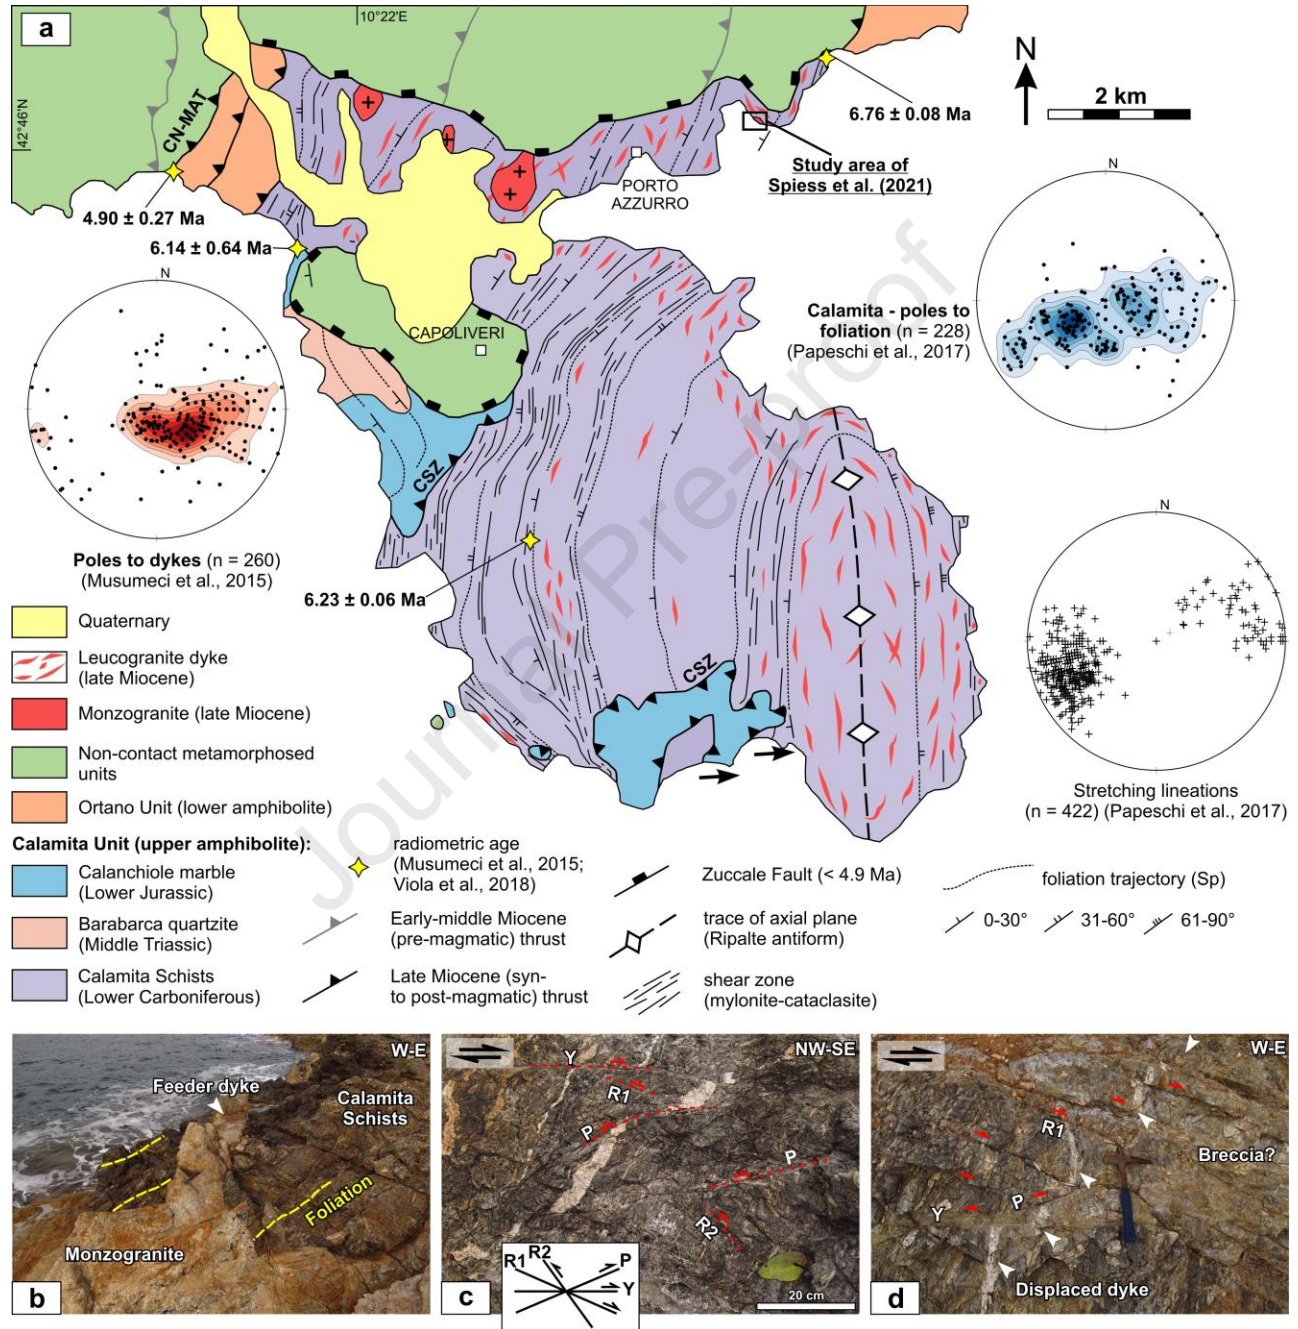 a
10°22'E
42°46'N
CN-MAT
4.90 ± 0.27 Ma
6.14 ± 0.64 Ma
6.76 ± 0.08 Ma
N
2 km
Study area of
Spiess et al. (2021)
PORTO
AZZURRO
CAPOLIVERI
CSZ
6.23 ± 0.06 Ma
CSZ
N
Calamita - poles to
foliation (n = 228)
(Papeschi et al., 2017)
N
Poles to dykes (n = 260)
(Musumeci et al., 2015)
N
Stretching lineations
(n = 422) (Papeschi et al., 2017)
Journal Pre-proof
Quaternary
Leucogranite dyke
(late Miocene)
Monzogranite (late Miocene)
Non-contact metamorphosed
units
Ortano Unit (lower amphibolite)
Calamita Unit (upper amphibolite):
Calanchiole marble
(Lower Jurassic)
Barabarca quartzite
(Middle Triassic)
Calamita Schists
(Lower Carboniferous)
radiometric age
(Musumeci et al., 2015;
Viola et al., 2018)
Early-middle Miocene
(pre-magmatic) thrust
Late Miocene (syn-
to post-magmatic) thrust
Zuccale Fault (< 4.9 Ma)
trace of axial plane
(Ripalte antiform)
shear zone
(mylonite-cataclasite)
foliation trajectory (Sp)
0-30° 31-60° 61-90°
W-E
Feeder dyke
Calamita
Schists
Foliation
Monzogranite
b
NW-SE
Y
R1
P
P
R2
R1 R2 P
Y
20 cm
c
W-E
R1
Breccia?
P
Y
Displaced dyke
d